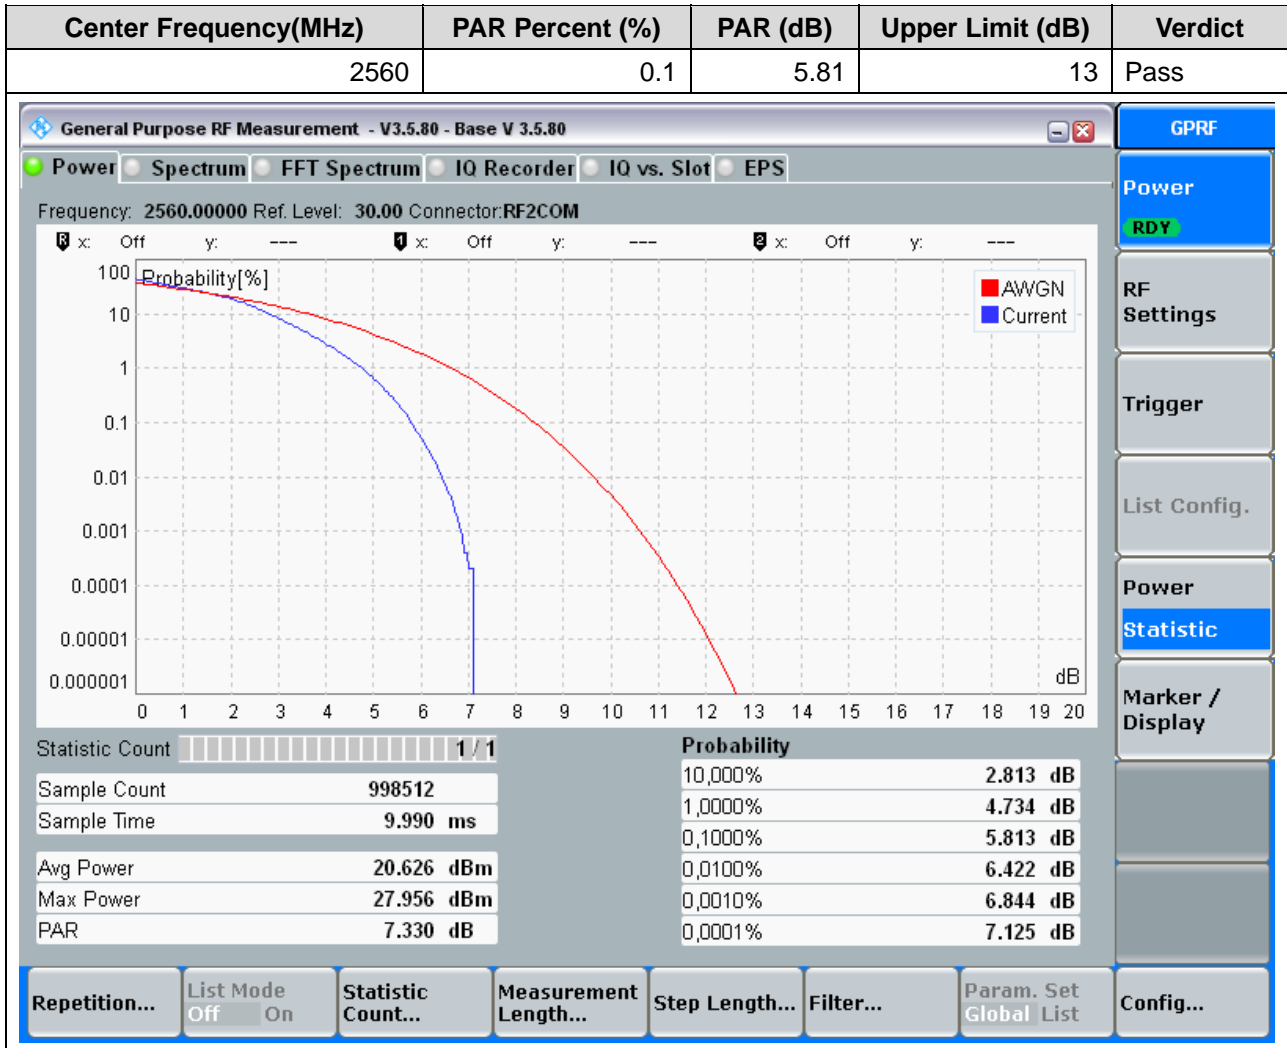 Center Frequency(MHz) PAR Percent (%) PAR (dB) Upper Limit (dB) Verdict
2560 0.1 5.81 13 Pass
General Purpose RF Measurement - V3.5.80 - Base V 3.5.80
GPRF
Power Spectrum FFT Spectrum IQ Recorder IQ vs. Slot EPS
Frequency: 2560.00000 Ref. Level: 30.00 Connector:RF2COM
R x: Off y: --- 1 x: Off y: --- 2 x: Off y: ---
Probability[%]
100
10
1
0.1
0.01
0.001
0.0001
0.00001
0.000001
AWGN
Current
dB
0 1 2 3 4 5 6 7 8 9 10 11 12 13 14 15 16 17 18 19 20
Statistic Count 1 / 1
Sample Count 998512
Sample Time 9.990 ms
Avg Power 20.626 dBm
Max Power 27.956 dBm
PAR 7.330 dB
Probability
10,000% 2.813 dB
1,0000% 4.734 dB
0,1000% 5.813 dB
0,0100% 6.422 dB
0,0010% 6.844 dB
0,0001% 7.125 dB
Power
RDY
RF
Settings
Trigger
List Config.
Power
Statistic
Marker /
Display
Repetition...
List Mode
Off On
Statistic
Count...
Measurement
Length...
Step Length...
Filter...
Param. Set
Global List
Config...